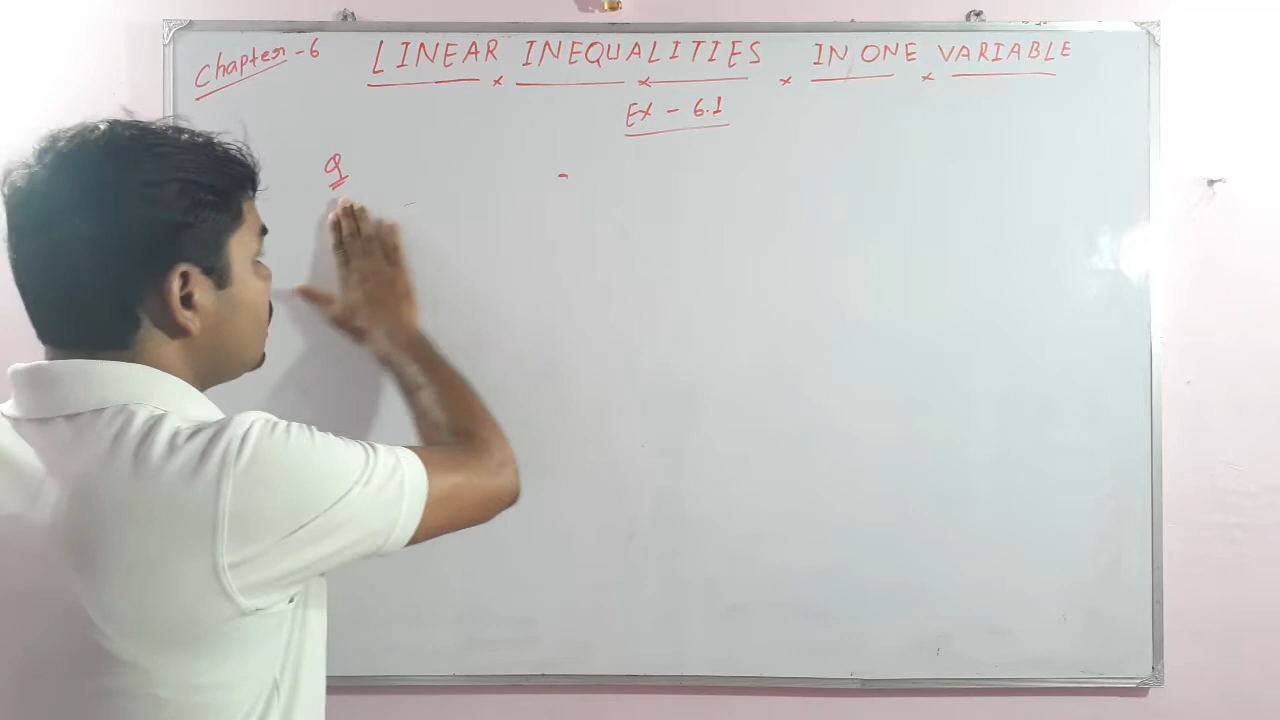 Chapter-6 LINEAR INEQUALITIES IN ONE VARIABLE
Ex - 6.1
Q